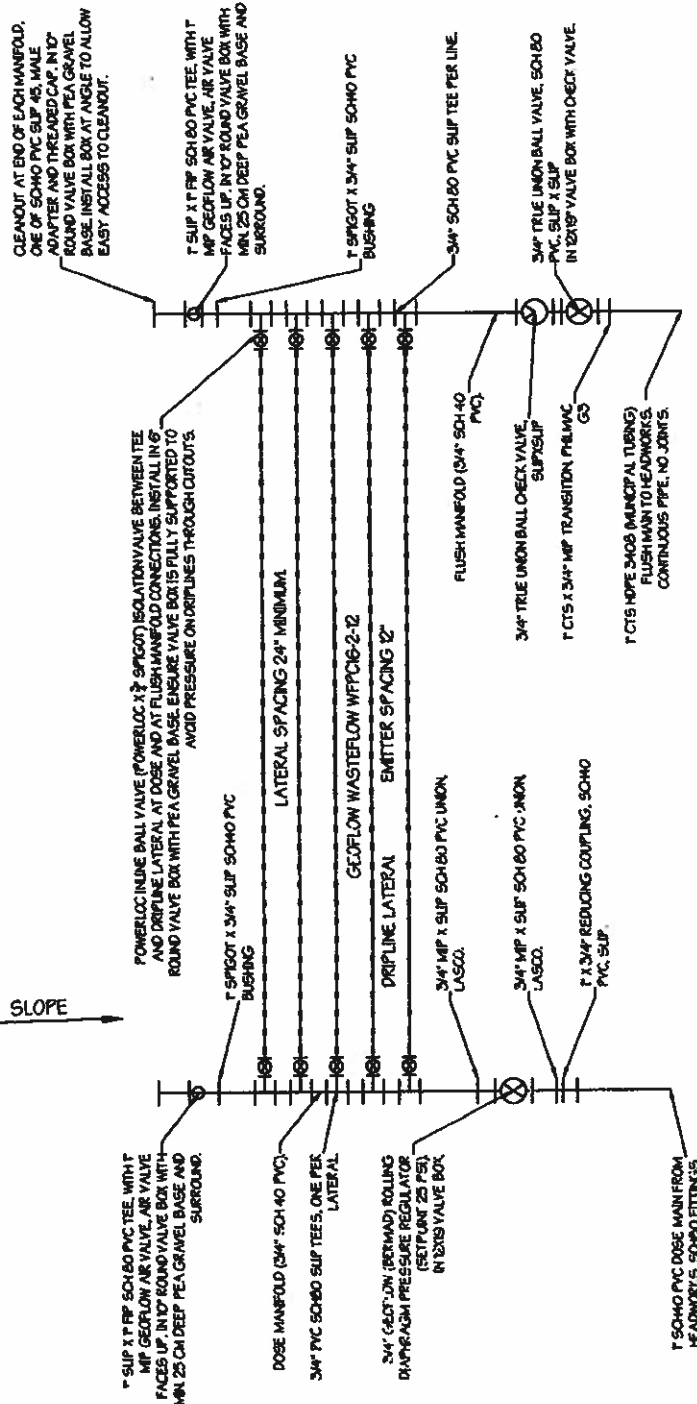 CLEANOUT AT END OF EACH MANIFOLD,
ONE OF SCH40 PVC SLIP 45, MALE
ADAPTER AND THREADED CAP. IN 10"
ROUND VALVE BOX WITH PEA GRAVEL
BASE. INSTALL BOX AT ANGLE TO ALLOW
EASY ACCESS TO CLEANOUT.
1" SLIP X 1" FIP SCH 80 PVC TEE, WITH 1"
MIP GEOFLOW AIR VALVE, AIR VALVE
FACES UP. IN 10" ROUND VALVE BOX WITH
MIN. 25 CM DEEP PEA GRAVEL BASE AND
SURROUND.
1" SPIGOT X 3/4" SLIP SCH40 PVC
BUSHING
3/4" SCH 80 PVC SLIP TEE PER LINE.
3/4" TRUE UNION BALL VALVE, SCH 80
PVC, SLIP X SLIP
IN 12X19" VALVE BOX WITH CHECK VALVE.
POWERLOC INLINE BALL VALVE (POWERLOC X SPIGOT) ISOLATION VALVE BETWEEN TEE
AND DRIPLINE LATERAL AT DOSE AND AT FLUSH MANIFOLD CONNECTIONS. INSTALL IN 6"
ROUND VALVE BOX WITH PEA GRAVEL BASE. ENSURE VALVE BOX IS FULLY SUPPORTED TO
AVOID PRESSURE ON DRIPLINES THROUGH CUTOUTS.
FLUSH MANIFOLD (3/4" SCH 40
PVC).
3/4" TRUE UNION BALL CHECK VALVE,
SLIPXSLIP
1" CTS X 3/4" MIP TRANSITION, PHILMAC
G3
1" CTS HDPE 3408 (MUNICIPAL TUBING)
FLUSH MAIN TO HEADWORKS.
CONTINUOUS PIPE, NO JOINTS.
LATERAL SPACING 24" MINIMUM.
GEOFLOW WASTEFLOW WFPC16-2-12
DRIPLINE LATERAL EMITTER SPACING 12"
SLOPE
1" SPIGOT X 3/4" SLIP SCH40 PVC
BUSHING
3/4" MIP X SLIP SCH 80 PVC UNION,
LASCO.
3/4" MIP X SLIP SCH 80 PVC UNION,
LASCO.
1" X 3/4" REDUCING COUPLING, SCH40
PVC, SLIP.
1" SLIP X 1" FIP SCH 80 PVC TEE, WITH 1"
MIP GEOFLOW AIR VALVE, AIR VALVE
FACES UP. IN 10" ROUND VALVE BOX WITH
MIN. 25 CM DEEP PEA GRAVEL BASE AND
SURROUND.
DOSE MANIFOLD (3/4" SCH 40 PVC)
3/4" PVC SCH80 SLIP TEES, ONE PER
LATERAL
3/4" GEOFLOW (BERMAD) ROLLING
DIAPHRAGM PRESSURE REGULATOR
(SETPOINT 25 PSI).
IN 12X19 VALVE BOX.
1" SCH40 PVC DOSE MAIN FROM
HEADWORKS, SCH80 FITTINGS